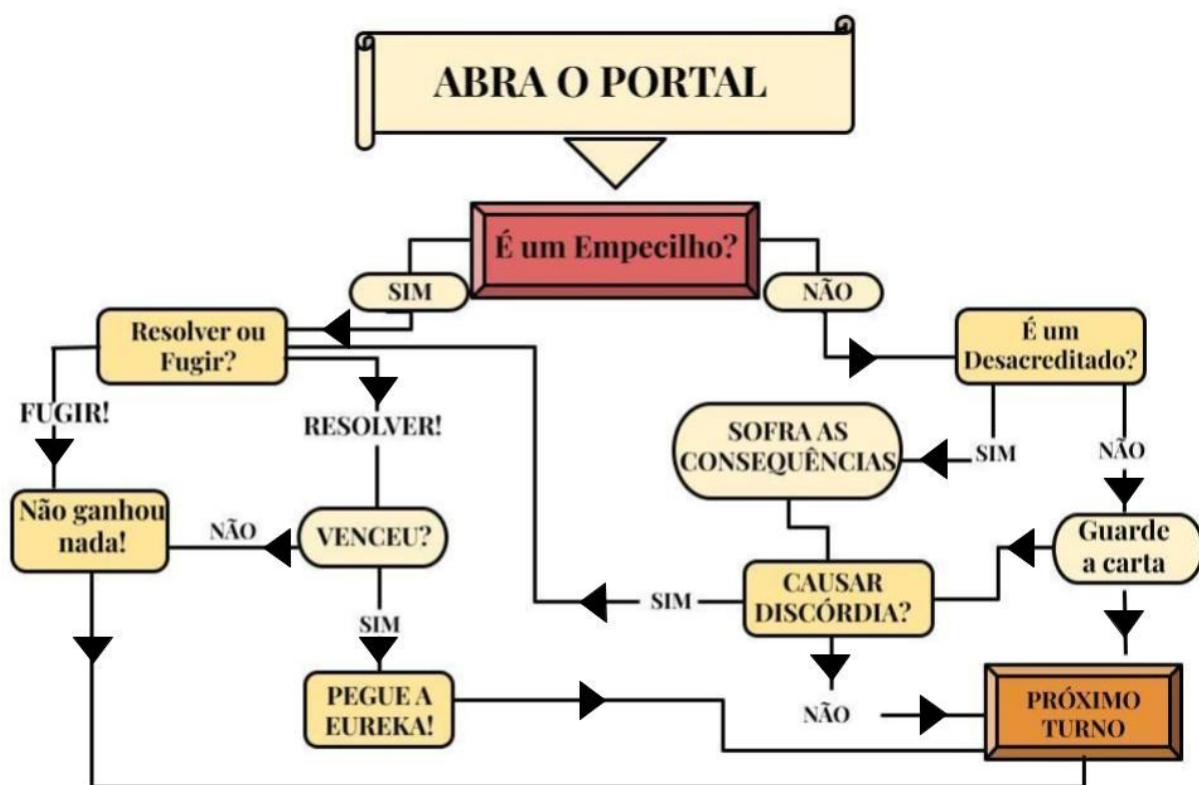 ABRA O PORTAL
É um Empecilho?
SIM
NÃO
Resolver ou
Fugir?
É um
Desacreditado?
FUGIR!
RESOLVER!
SOFRA AS
CONSEQUÊNCIAS
SIM
NÃO
Não ganhou
nada!
NÃO
VENCEU?
Guarde
a carta
CAUSAR
DISCÓRDIA?
SIM
SIM
PEGUE A
EUREKA!
NÃO
PRÓXIMO
TURNO